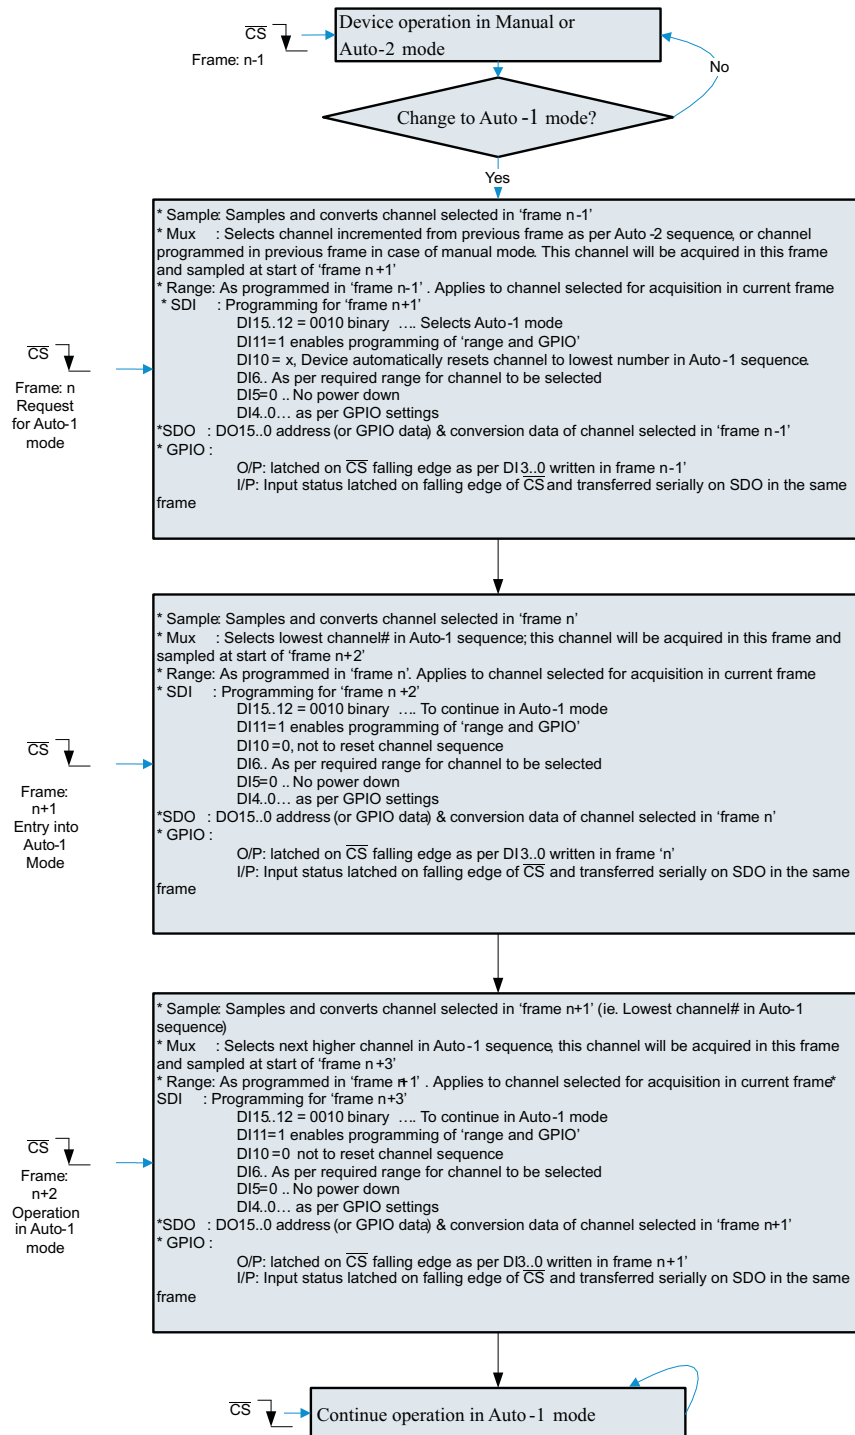 Device operation in Manual or
Auto-2 mode
CS
Frame: n-1
No
Change to Auto -1 mode?
Yes
* Sample: Samples and converts channel selected in ‘frame n-1’
* Mux : Selects channel incremented from previous frame as per Auto -2 sequence, or channel
programmed in previous frame in case of manual mode. This channel will be acquired in this frame
and sampled at start of ‘frame n+1’
* Range: As programmed in ‘frame n-1’ . Applies to channel selected for acquisition in current frame
* SDI : Programming for ‘frame n+1’
DI15..12 = 0010 binary …. Selects Auto-1 mode
DI11=1 enables programming of ‘range and GPIO’
DI10 = x, Device automatically resets channel to lowest number in Auto-1 sequence.
DI6.. As per required range for channel to be selected
DI5=0 .. No power down
DI4..0… as per GPIO settings
*SDO : DO15..0 address (or GPIO data) & conversion data of channel selected in ‘frame n-1’
* GPIO :
O/P: latched on CS falling edge as per DI3..0 written in frame n-1’
I/P: Input status latched on falling edge of CS and transferred serially on SDO in the same
frame
CS
Frame: n
Request
for Auto-1
mode
* Sample: Samples and converts channel selected in ‘frame n’
* Mux : Selects lowest channel# in Auto-1 sequence; this channel will be acquired in this frame and
sampled at start of ‘frame n+2’
* Range: As programmed in ‘frame n’. Applies to channel selected for acquisition in current frame
* SDI : Programming for ‘frame n+2’
DI15..12 = 0010 binary …. To continue in Auto-1 mode
DI11=1 enables programming of ‘range and GPIO’
DI10 =0, not to reset channel sequence
DI6.. As per required range for channel to be selected
DI5=0 .. No power down
DI4..0… as per GPIO settings
*SDO : DO15..0 address (or GPIO data) & conversion data of channel selected in ‘frame n’
* GPIO :
O/P: latched on CS falling edge as per DI3..0 written in frame ‘n’
I/P: Input status latched on falling edge of CS and transferred serially on SDO in the same
frame
CS
Frame:
n+1
Entry into
Auto-1
Mode
* Sample: Samples and converts channel selected in ‘frame n+1’ (ie. Lowest channel# in Auto-1
sequence)
* Mux : Selects next higher channel in Auto-1 sequence, this channel will be acquired in this frame
and sampled at start of ‘frame n+3’
* Range: As programmed in ‘frame n+1’ . Applies to channel selected for acquisition in current frame*
SDI : Programming for ‘frame n+3’
DI15..12 = 0010 binary …. To continue in Auto-1 mode
DI11=1 enables programming of ‘range and GPIO’
DI10 =0 not to reset channel sequence
DI6.. As per required range for channel to be selected
DI5=0 .. No power down
DI4..0… as per GPIO settings
*SDO : DO15..0 address (or GPIO data) & conversion data of channel selected in ‘frame n+1’
* GPIO :
O/P: latched on CS falling edge as per DI3..0 written in frame n+1’
I/P: Input status latched on falling edge of CS and transferred serially on SDO in the same
frame
CS
Frame:
n+2
Operation
in Auto-1
mode
CS
Continue operation in Auto -1 mode